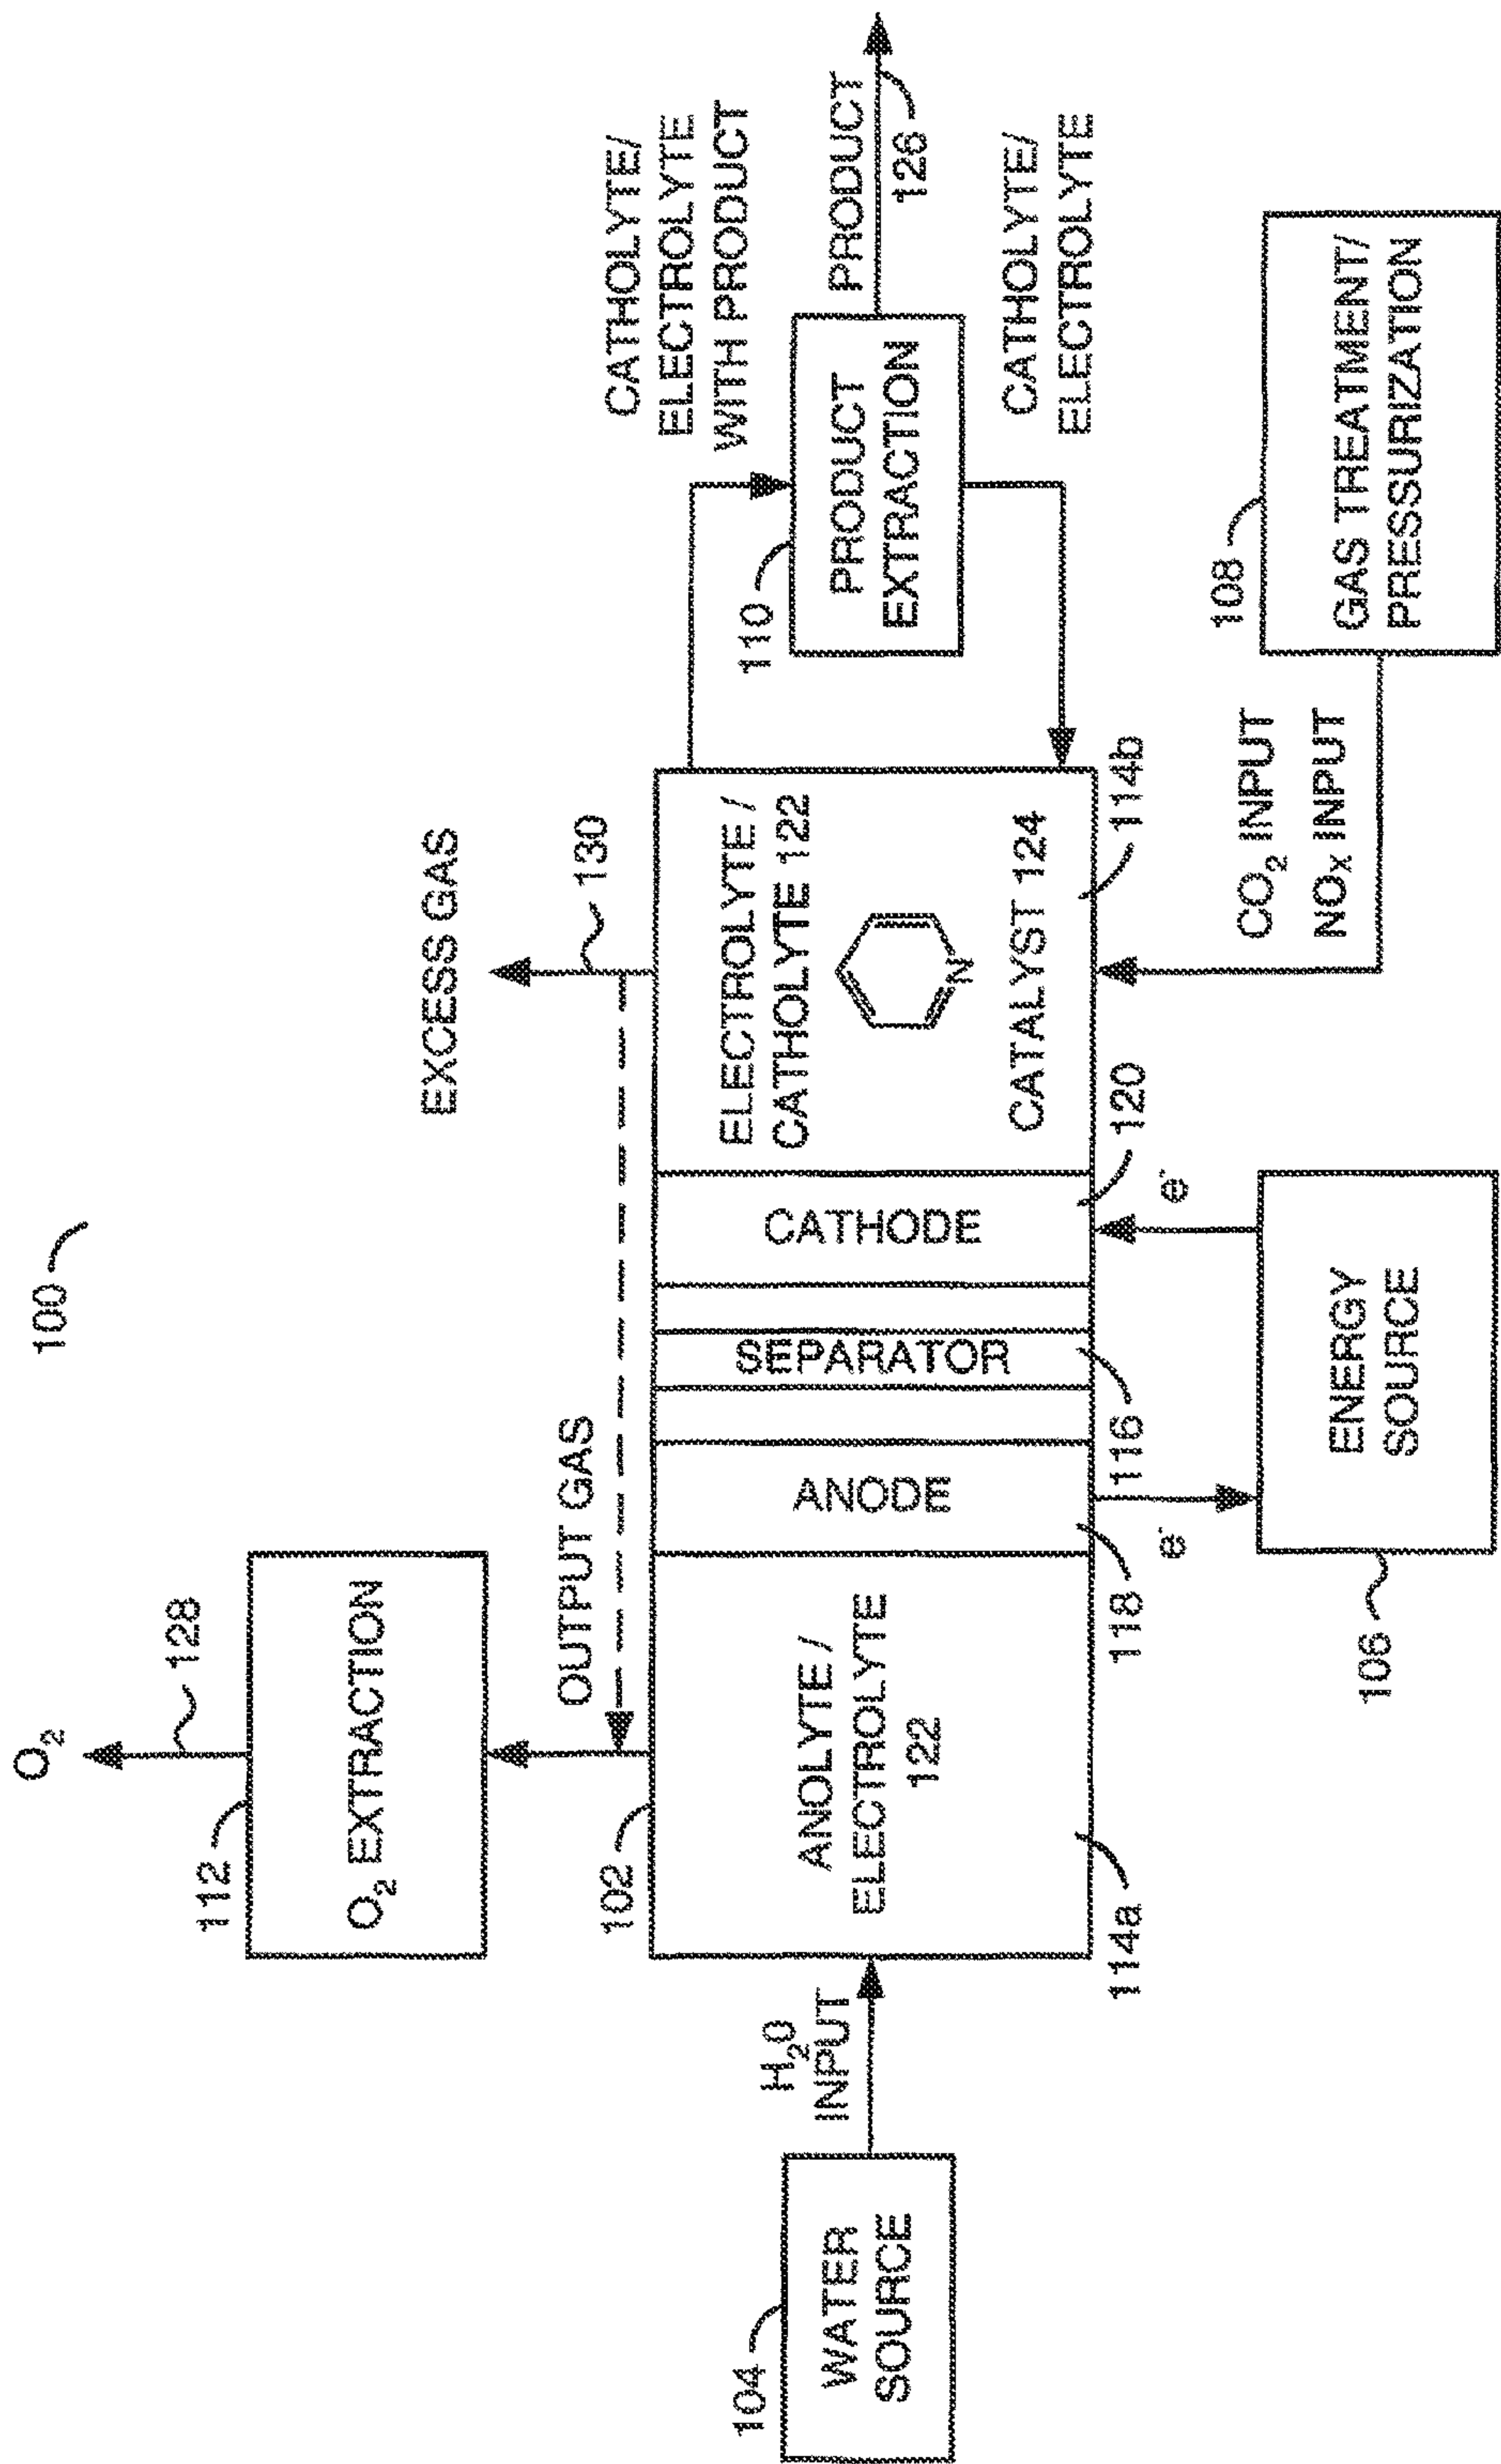 100
O₂
128
112
O₂ EXTRACTION
EXCESS GAS
130
OUTPUT GAS
102
CATHOLYTE/
ELECTROLYTE
WITH PRODUCT
104
WATER
SOURCE
H₂0
INPUT
ANOLYTE /
ELECTROLYTE
122
ANODE
SEPARATOR
CATHODE
ELECTROLYTE /
CATHOLYTE 122
N
CATALYST 124
110
PRODUCT
EXTRACTION
PRODUCT
126
CATHOLYTE/
ELECTROLYTE
114a
118
116
120
114b
e⁻
e⁻
106
ENERGY
SOURCE
CO₂ INPUT
NOₓ INPUT
108
GAS TREATMENT/
PRESSURIZATION